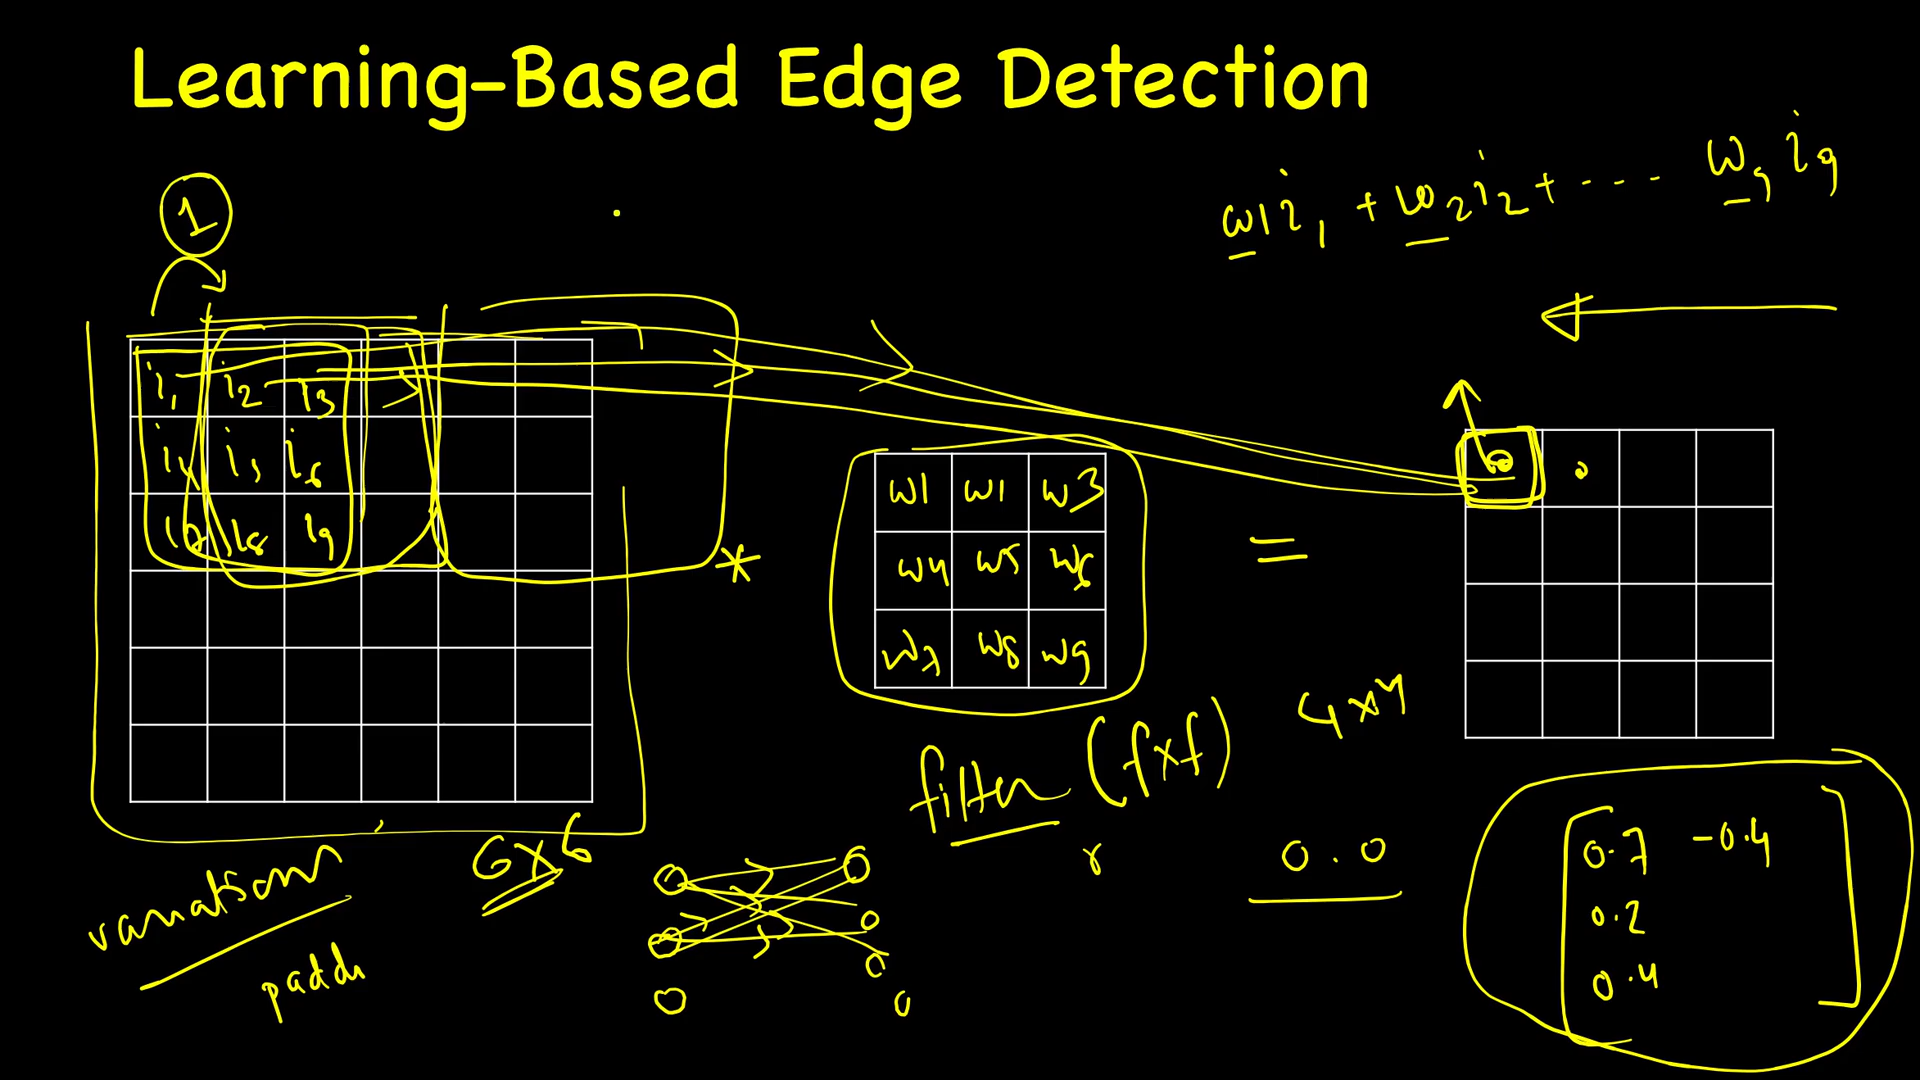 Learning-Based Edge Detection
1
w1i1 + w2i2 + ---- w9i9
i1 i2 i3
i4 i5 i6
i8 i9
*
w1 w1 w3
w4 w5 w6
w7 w8 w9
=
filter (fxf)
4x4
6x6
variations
padd
r
0.0
0.7 -0.4
0.2
0.4